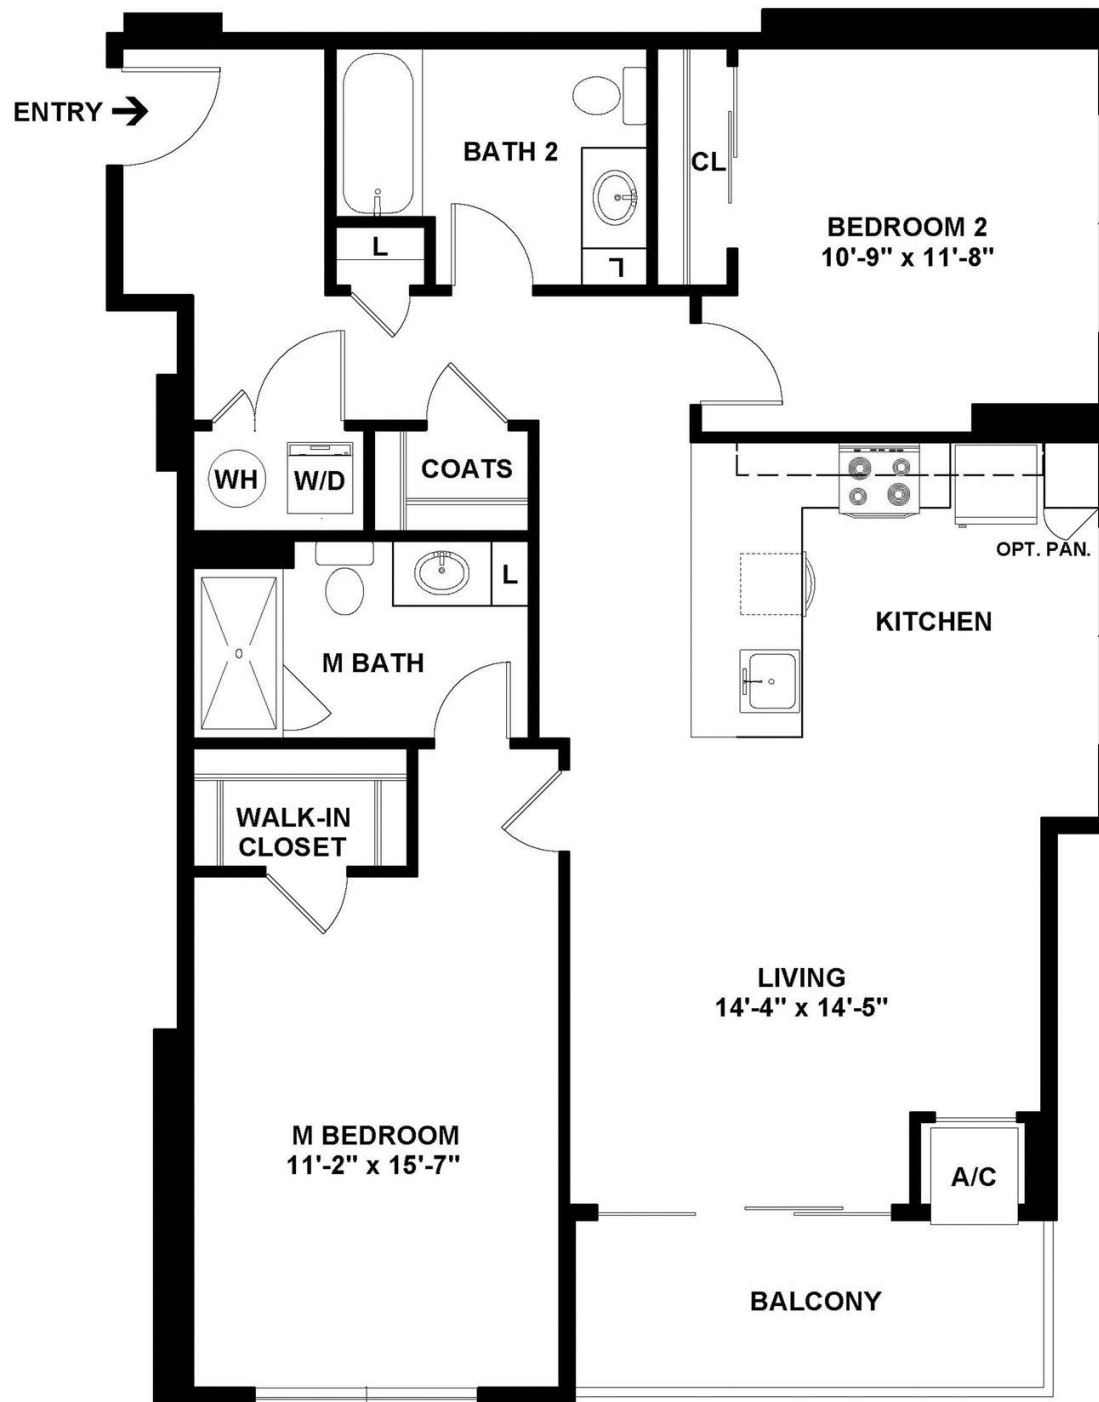 ENTRY
BATH 2
CL
BEDROOM 2
10'-9" x 11'-8"
L
L
WH
W/D
COATS
OPT. PAN.
L
KITCHEN
M BATH
WALK-IN
CLOSET
LIVING
14'-4" x 14'-5"
M BEDROOM
11'-2" x 15'-7"
A/C
BALCONY